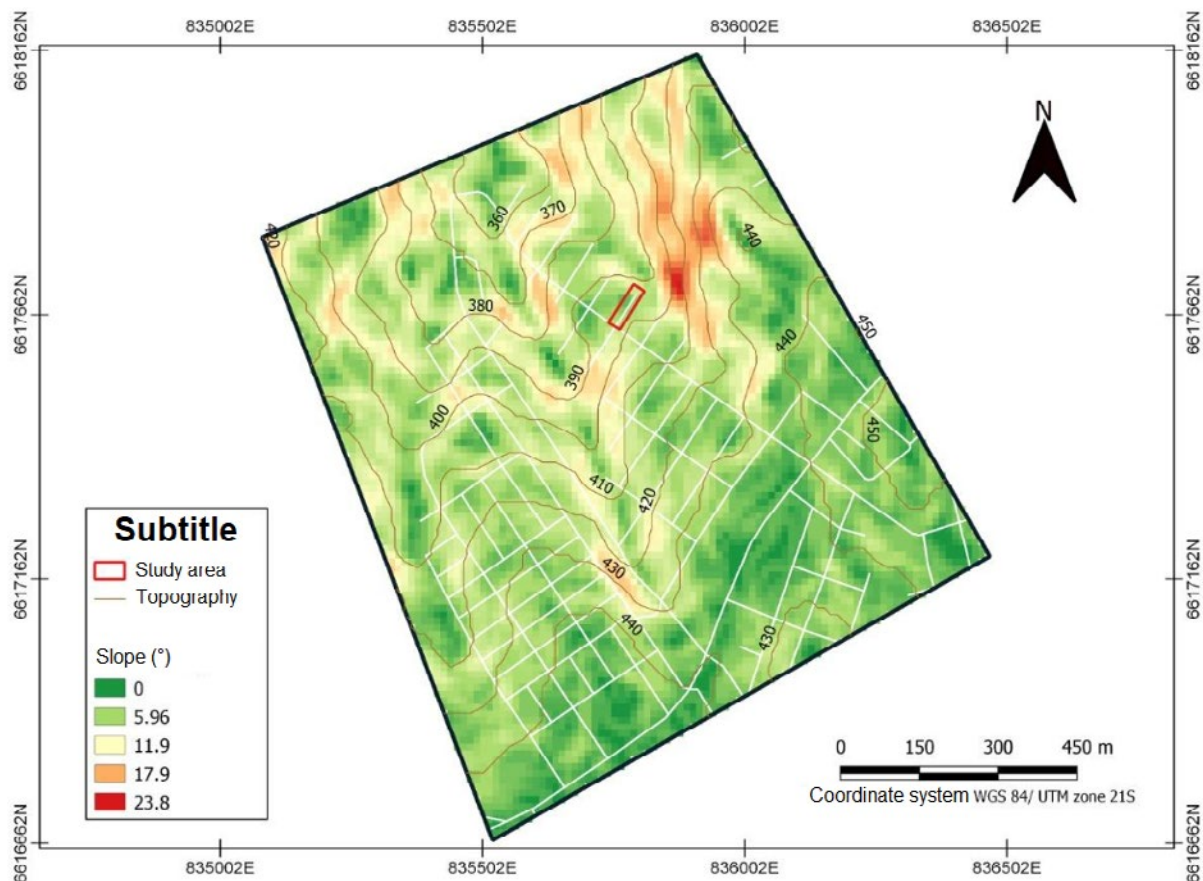 835002E
835502E
836002E
836502E
6618162N
6618162N
N
360
370
420
440
380
6617662N
6617662N
450
440
390
400
450
410
420
Subtitle
Study area
Topography
Slope (°)
0
5.96
11.9
17.9
23.8
430
6617162N
6617162N
440
430
0
150
300
450 m
Coordinate system WGS 84/ UTM zone 21S
6616662N
6616662N
835002E
835502E
836002E
836502E